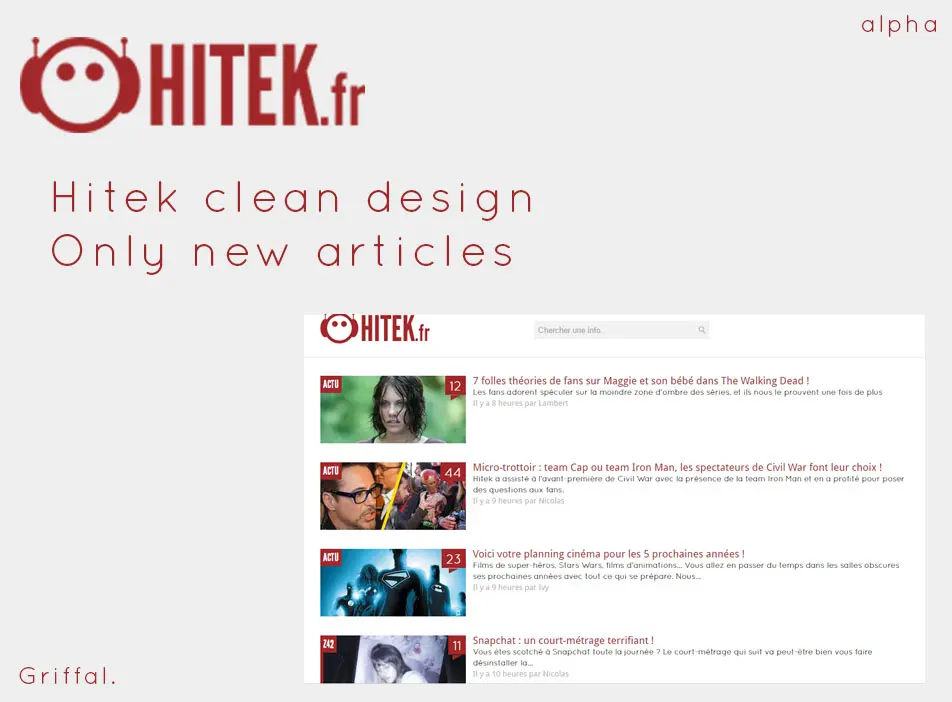 alpha
HITEK.fr
Hitek clean design
Only new articles
HITEK.fr
Chercher une info...
ACTU
12
7 folles théories de fans sur Maggie et son bébé dans The Walking Dead !
Les fans adorent spéculer sur la moindre zone d'ombre des séries, et ils nous le prouvent une fois de plus
Il y a 8 heures par Lambert
ACTU
44
Micro-trottoir : team Cap ou team Iron Man, les spectateurs de Civil War font leur choix !
Hitek a assisté à l'avant-première de Civil War avec la présence de la team Iron Man et en a profité pour poser
des questions aux fans.
Il y a 9 heures par Nicolas
ACTU
23
Voici votre planning cinéma pour les 5 prochaines années !
Films de super-héros, Stars Wars, films d'animations... Vous allez en passer du temps dans les salles obscures
ses prochaines années avec tout ce qui se prépare. Nous...
Il y a 9 heures par Ivy
Z42
11
Snapchat : un court-métrage terrifiant !
Vous êtes scotché à Snapchat toute la journée ? Le court-métrage qui suit va peut-être bien vous faire
désinstaller la...
Il y a 10 heures par Nicolas
Griffal.